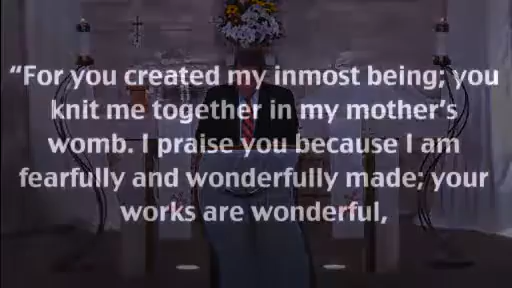 “For you created my inmost being; you
knit me together in my mother’s
womb. I praise you because I am
fearfully and wonderfully made; your
works are wonderful,